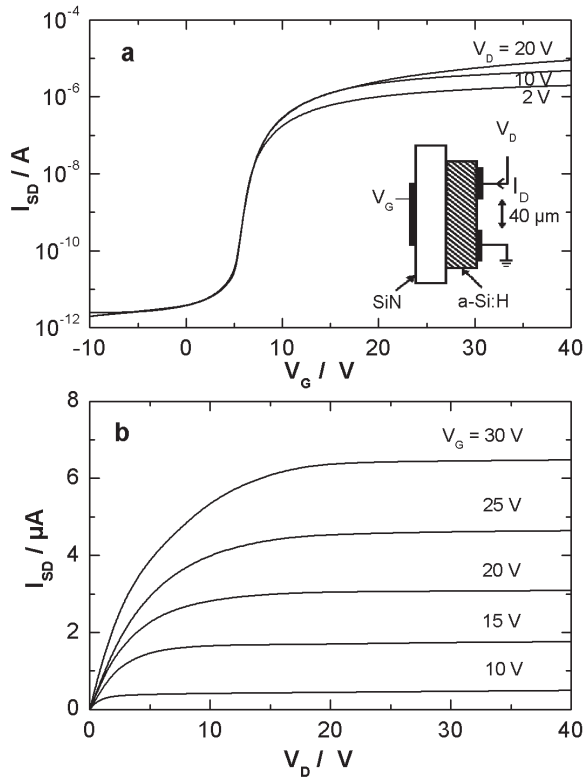 a
10⁻⁴
10⁻⁶
10⁻⁸
10⁻¹⁰
10⁻¹²
I_SD / A
V_D = 20 V
10 V
2 V
V_D
I_D
V_G
40 µm
SiN
a-Si:H
-10
0
10
20
30
40
V_G / V
b
8
6
4
2
0
I_SD / µA
V_G = 30 V
25 V
20 V
15 V
10 V
0
10
20
30
40
V_D / V